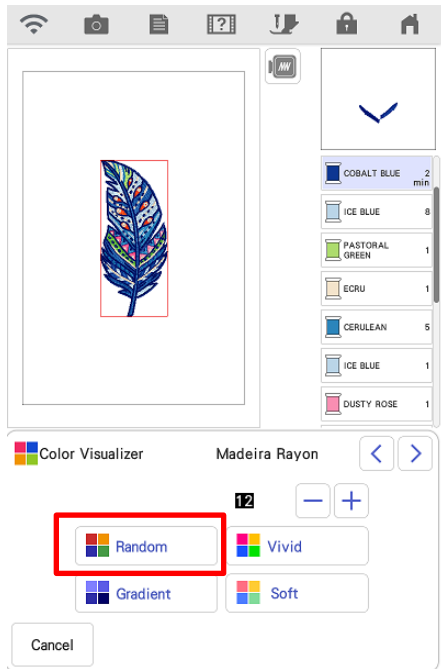 COBALT BLUE 2
min
ICE BLUE 8
PASTORAL
GREEN 1
ECRU 1
CERULEAN 5
ICE BLUE 1
DUSTY ROSE 1
Color Visualizer Madeira Rayon < >
12 − +
Random Vivid
Gradient Soft
Cancel